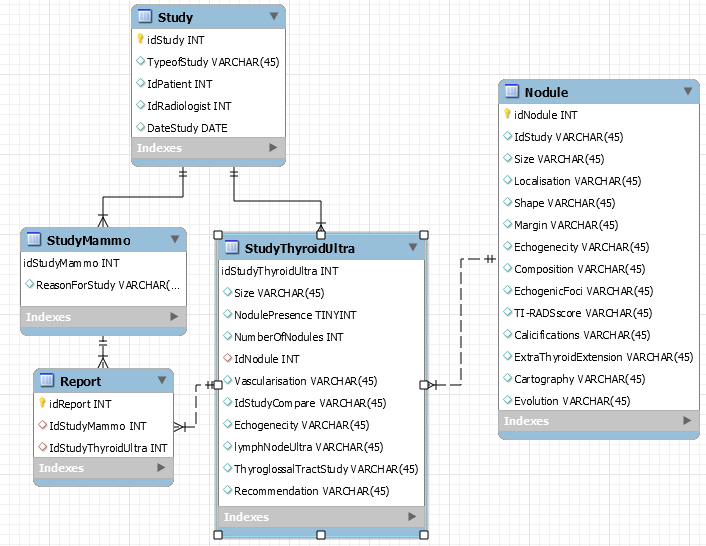 Study
idStudy INT
TypeofStudy VARCHAR(45)
IdPatient INT
IdRadiologist INT
DateStudy DATE
Indexes
Nodule
idNodule INT
IdStudy VARCHAR(45)
Size VARCHAR(45)
Localisation VARCHAR(45)
Shape VARCHAR(45)
Margin VARCHAR(45)
Echogenecity VARCHAR(45)
Composition VARCHAR(45)
EchogenicFoci VARCHAR(45)
TI-RADSscore VARCHAR(45)
Calicifications VARCHAR(45)
ExtraThyroidExtension VARCHAR(45)
Cartography VARCHAR(45)
Evolution VARCHAR(45)
Indexes
StudyMammo
idStudyMammo INT
ReasonForStudy VARCHAR(...
Indexes
StudyThyroidUltra
idStudyThyroidUltra INT
Size VARCHAR(45)
NodulePresence TINYINT
NumberOfNodules INT
IdNodule INT
Vascularisation VARCHAR(45)
IdStudyCompare VARCHAR(45)
Echogenecity VARCHAR(45)
lymphNodeUltra VARCHAR(45)
ThyroglossalTractStudy VARCHAR(45)
Recommendation VARCHAR(45)
Indexes
Report
idReport INT
IdStudyMammo INT
IdStudyThyroidUltra INT
Indexes